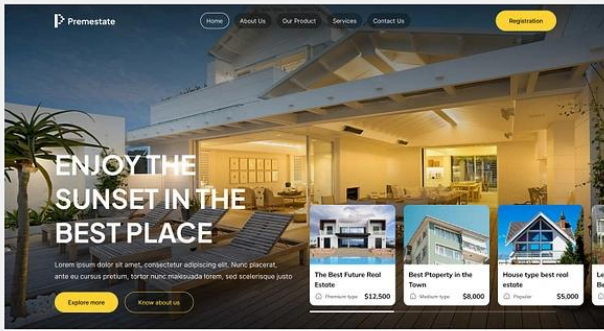 Premestate
Home
About Us
Our Product
Services
Contact Us
Registration
ENJOY THE
SUNSET IN THE
BEST PLACE
Lorem ipsum dolor sit amet, consectetur adipiscing elit. Nunc placerat,
ante eu cursus pretium, tortor nunc malesuada lorem, sed scelerisque justo
Explore more
Know about us
The Best Future Real
Estate
Premium type $12,500
Best Ptoperty in the
Town
Medium type $8,000
House type best real
estate
Popular $5,000